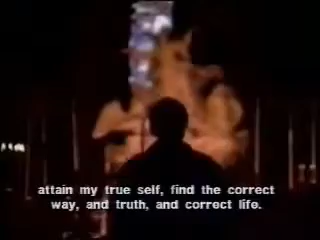 attain my true self, find the correct
way, and truth, and correct life.